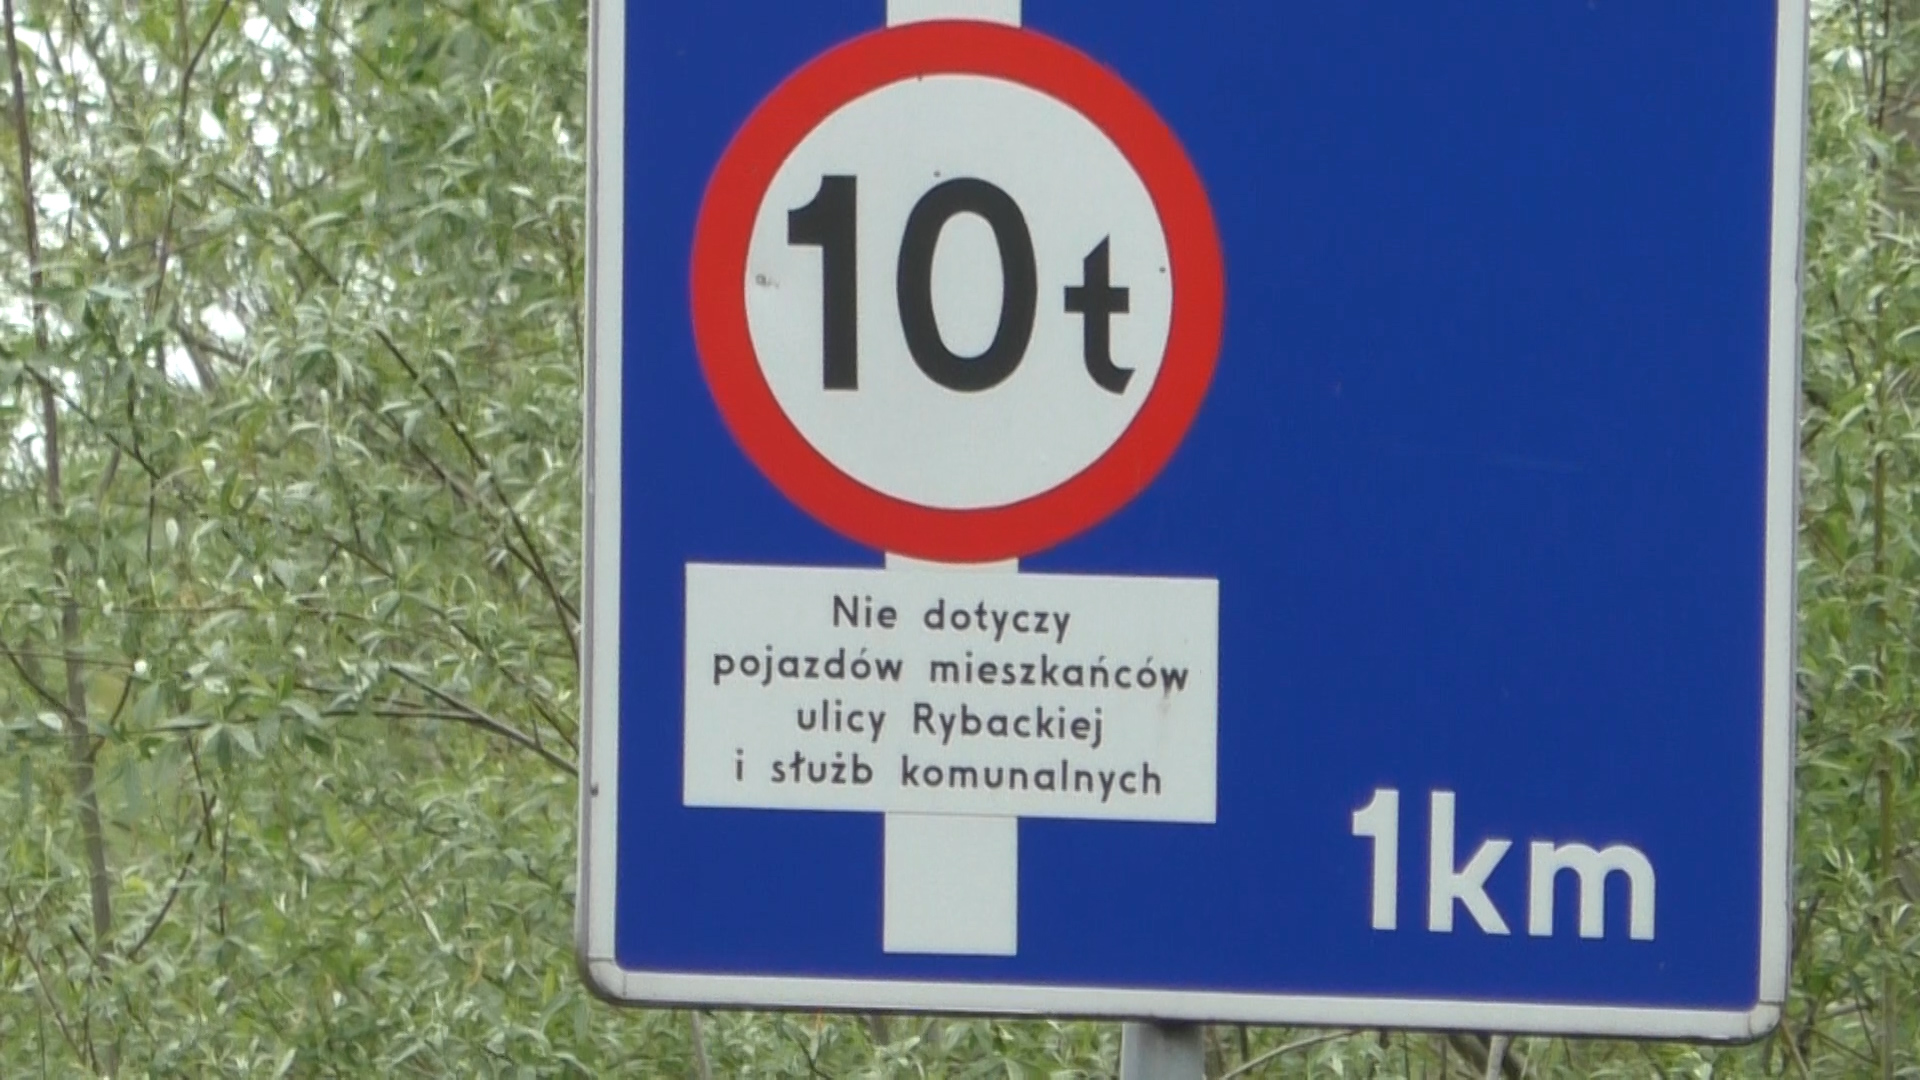 10t
Nie dotyczy
pojazdów mieszkańców
ulicy Rybackiej
i służb komunalnych
1km